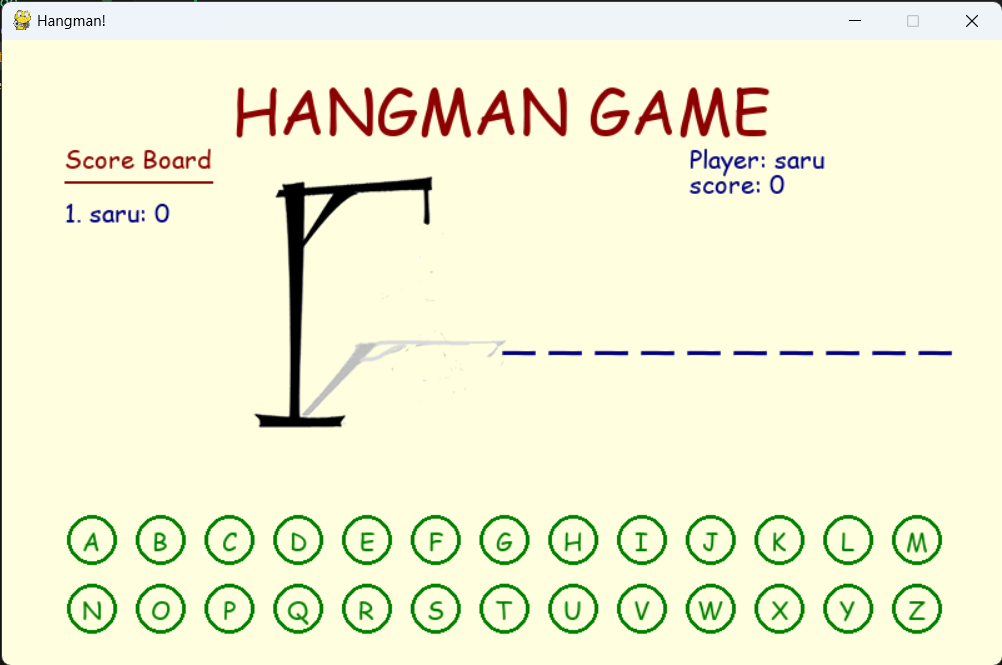 Hangman!
HANGMAN GAME
Score Board
Player: saru
score: 0
1. saru: 0
_ _ _ _ _ _ _ _ _ _
A B C D E F G H I J K L M
N O P Q R S T U V W X Y Z